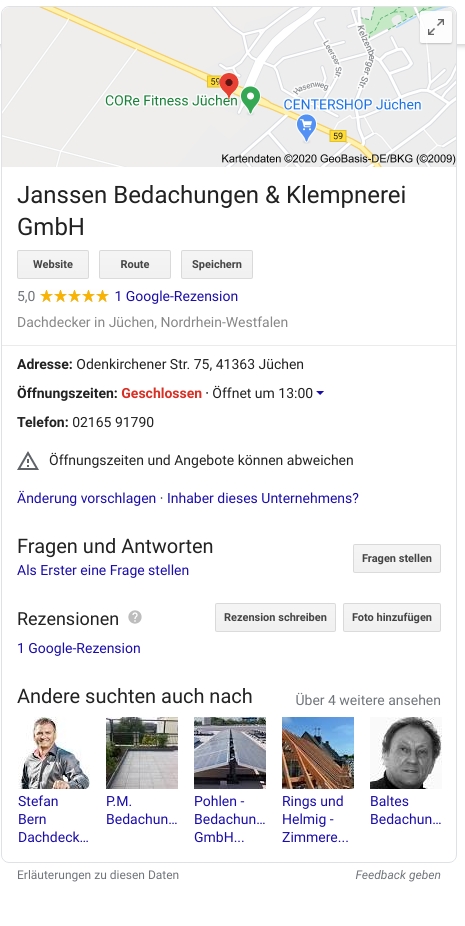 Leerser Str.
Kelzenberger Str.
59
Hasenweg
CORe Fitness Jüchen
CENTERSHOP Jüchen
59
Kartendaten ©2020 GeoBasis-DE/BKG (©2009)
Janssen Bedachungen & Klempnerei
GmbH
Website Route Speichern
5,0 1 Google-Rezension
Dachdecker in Jüchen, Nordrhein-Westfalen
Adresse: Odenkirchener Str. 75, 41363 Jüchen
Öffnungszeiten: Geschlossen · Öffnet um 13:00
Telefon: 02165 91790
Öffnungszeiten und Angebote können abweichen
Änderung vorschlagen · Inhaber dieses Unternehmens?
Fragen und Antworten
Fragen stellen
Als Erster eine Frage stellen
Rezensionen ? Rezension schreiben Foto hinzufügen
1 Google-Rezension
Andere suchten auch nach Über 4 weitere ansehen
Stefan P.M. Pohlen - Rings und Baltes
Bern Bedachun... Bedachun... Helmig - Bedachun...
Dachdeck... GmbH... Zimmere...
Erläuterungen zu diesen Daten Feedback geben